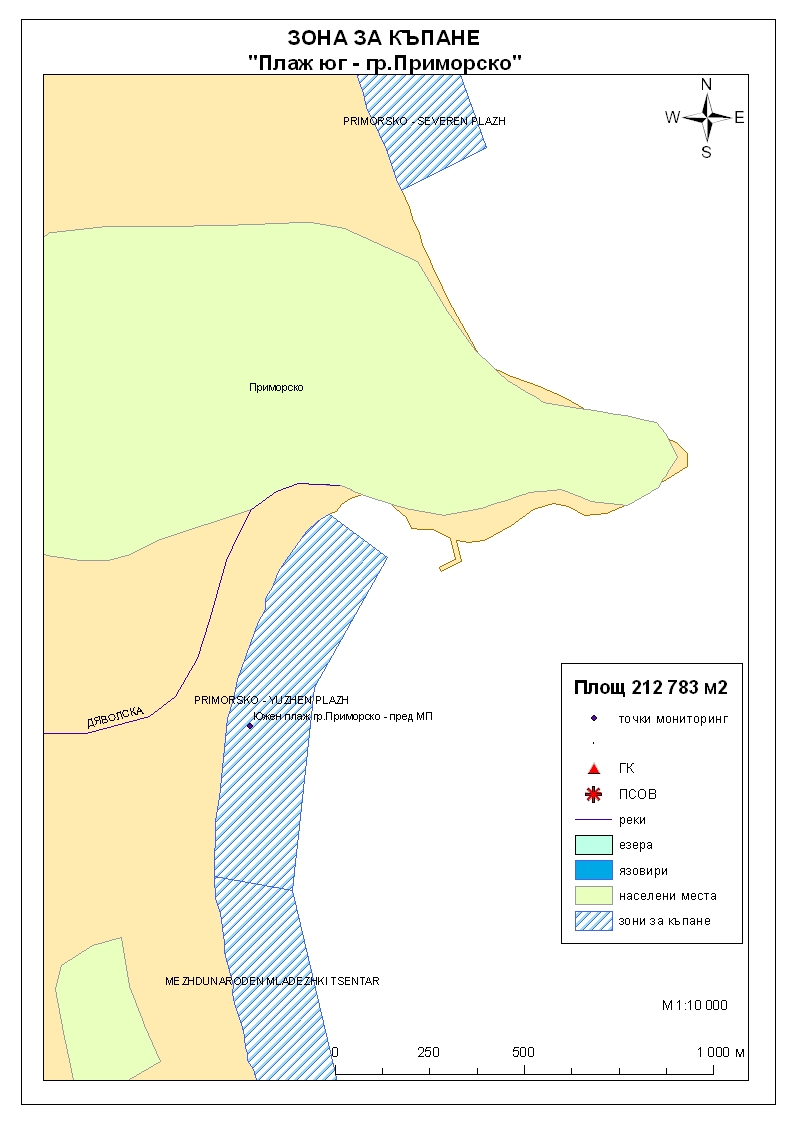 ЗОНА ЗА КЪПАНЕ
"Плаж юг - гр.Приморско"
N
W E
S
PRIMORSKO - SEVEREN PLAZH
Приморско
ДЯВОЛСКА
PRIMORSKO - YUZHEN PLAZH
Южен плаж гр.Приморско - пред МП
MEZHDUNARODEN MLADEZHKI TSENTAR
Площ 212 783 м2
точки мониторинг
ГК
ПСОВ
реки
езера
язовири
населени места
зони за къпане
М 1:10 000
0 250 500 1 000 м